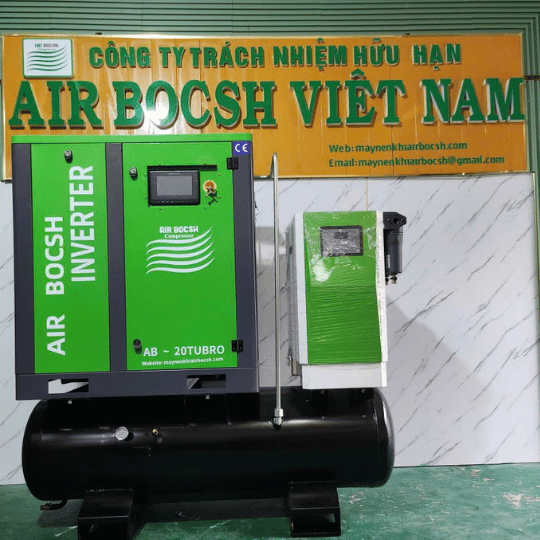 AIR BOCSH
CÔNG TY TRÁCH NHIỆM HỮU HẠN
AIR BOCSH VIỆT NAM
Web: maynenkhiairbocsh.com
Email: maynenkhiairbocsh@gmail.com
CE
AIR BOCSH
INVERTER
AIR BOCSH
Compressor
AB ~ 20TUBRO
Website: maynenkhiairbocsh.com